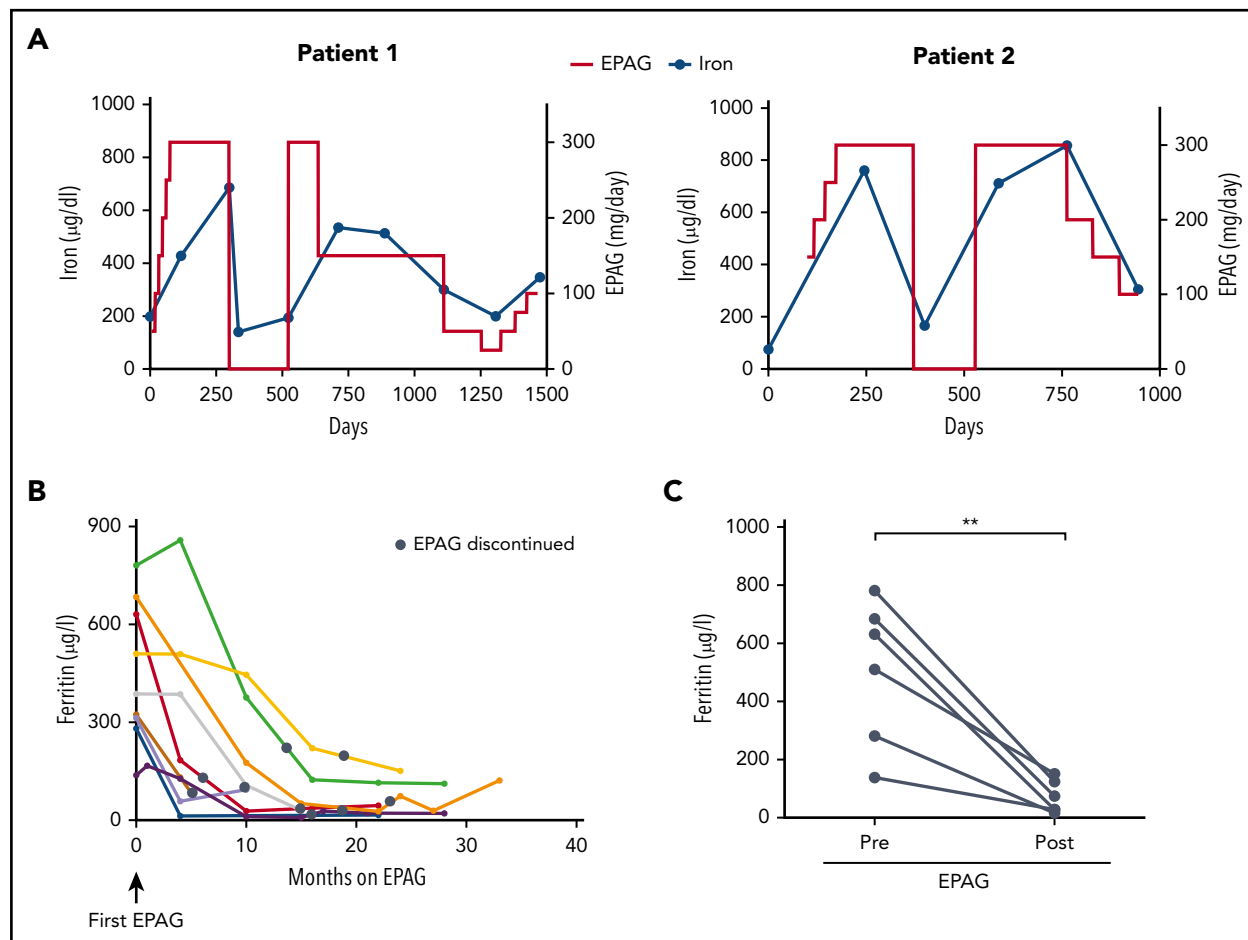 A
Patient 1
EPAG Iron
Patient 2
1000
800
600
400
200
0
Iron (μg/dl)
300
200
100
0
EPAG (mg/day)
0 250 500 750 1000 1250 1500
Days
1000
800
600
400
200
0
Iron (μg/dl)
300
200
100
0
EPAG (mg/day)
0 250 500 750 1000
Days
B
900
600
300
0
Ferritin (μg/l)
EPAG discontinued
0 10 20 30 40
Months on EPAG
First EPAG
C
1000
800
600
400
200
0
Ferritin (μg/l)
**
Pre Post
EPAG